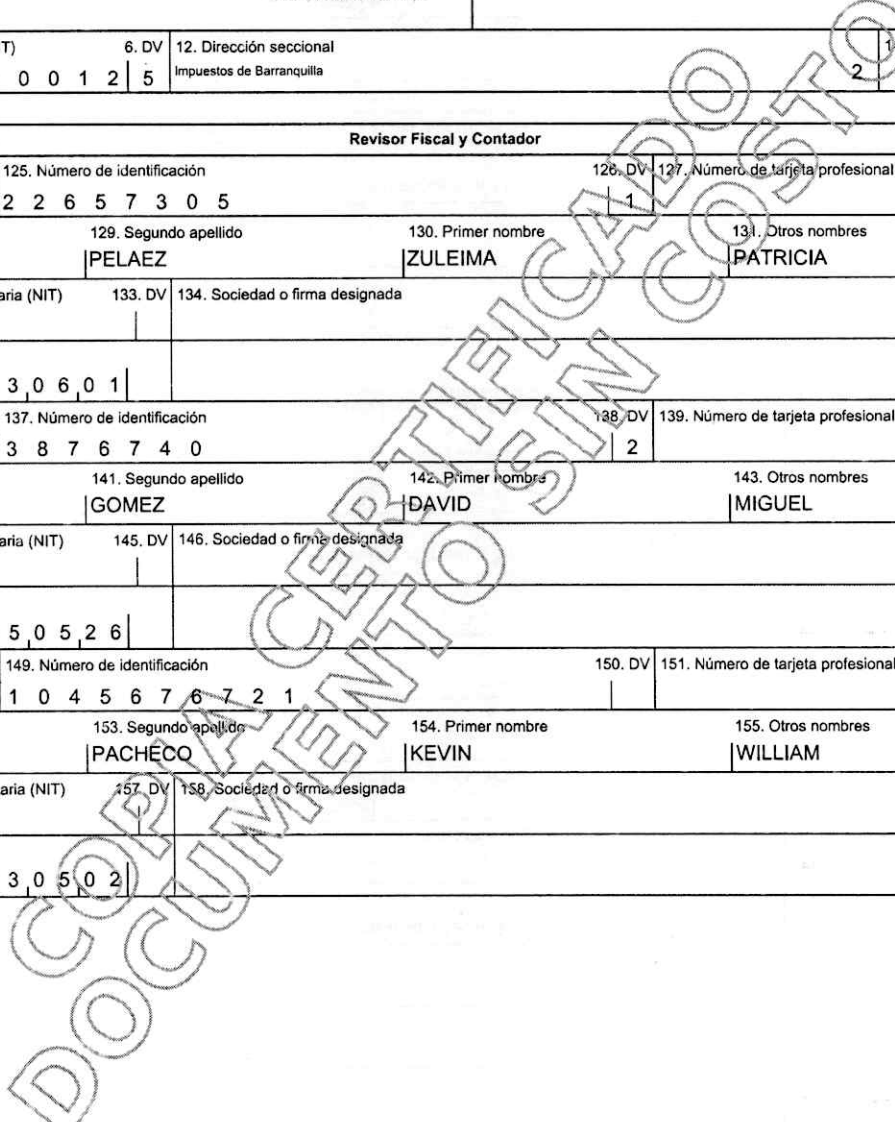 T) 6. DV 12. Dirección seccional
0 0 1 2 5 Impuestos de Barranquilla 2
Revisor Fiscal y Contador
125. Número de identificación 126. DV 127. Número de tarjeta profesional
2 2 6 5 7 3 0 5 1
129. Segundo apellido 130. Primer nombre 131. Otros nombres
PELAEZ ZULEIMA PATRICIA
aria (NIT) 133. DV 134. Sociedad o firma designada
3 0 6 0 1
137. Número de identificación 138. DV 139. Número de tarjeta profesional
3 8 7 6 7 4 0 2
141. Segundo apellido 142. Primer nombre 143. Otros nombres
GOMEZ DAVID MIGUEL
aria (NIT) 145. DV 146. Sociedad o firma designada
5 0 5 2 6
149. Número de identificación 150. DV 151. Número de tarjeta profesional
1 0 4 5 6 7 6 7 2 1
153. Segundo apellido 154. Primer nombre 155. Otros nombres
PACHECO KEVIN WILLIAM
aria (NIT) 157. DV 158. Sociedad o firma designada
3 0 5 0 2
COPIA CERTIFICADO
DOCUMENTO SIN COSTO